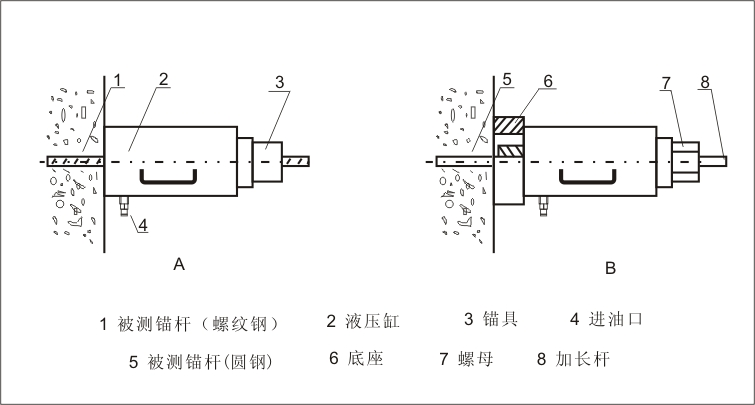 1 2 3 5 6 7 8
4
A B
1 被测锚杆（螺纹钢） 2 液压缸 3 锚具 4 进油口
5 被测锚杆(圆钢) 6 底座 7 螺母 8 加长杆